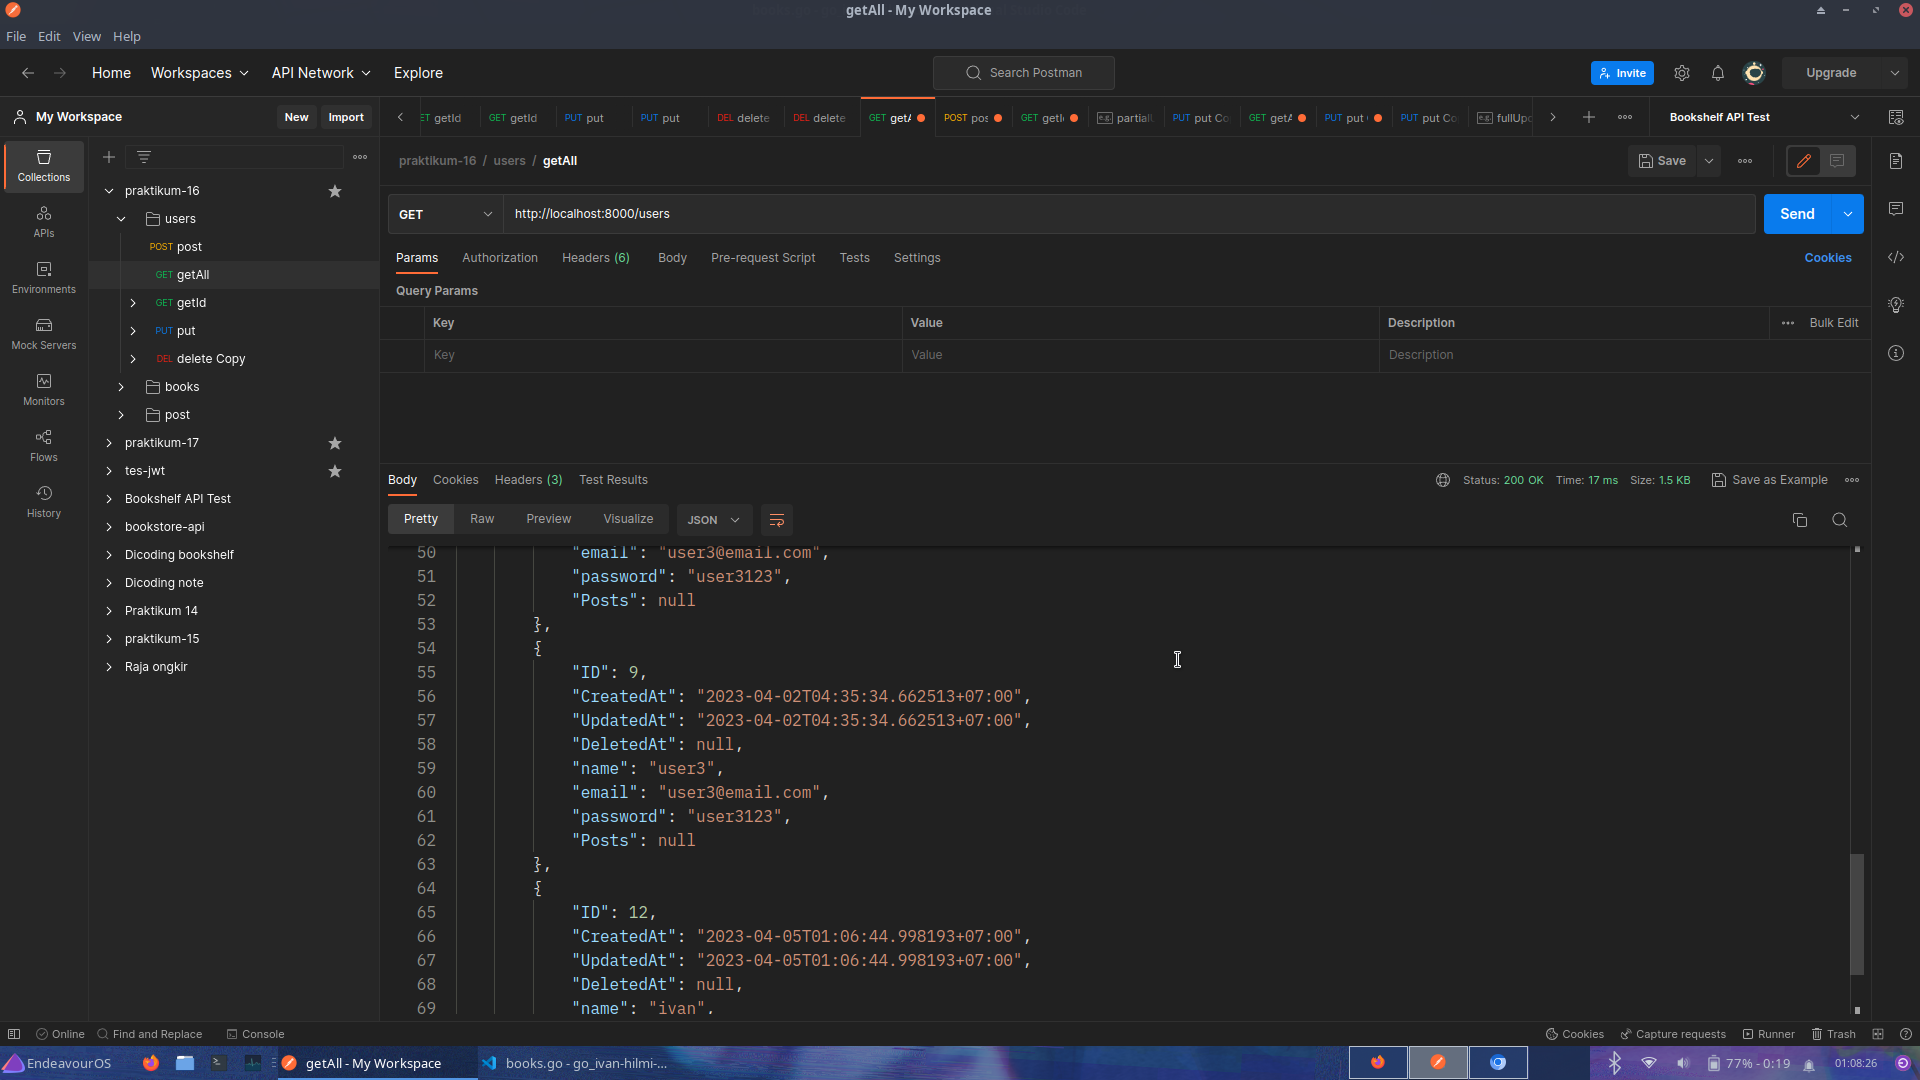 getAll - My Workspace
File Edit View Help
Home Workspaces API Network Explore
Search Postman
Invite
Upgrade
My Workspace
New Import
getId
GET getId
PUT put
PUT put
DEL delete
DEL delete
GET getA
POST pos
GET getI
e.g. partial
PUT put Co
GET getA
PUT put
PUT put Co
e.g. fullUp
Bookshelf API Test
Collections
APIs
Environments
Mock Servers
Monitors
Flows
History
praktikum-16
users
POST post
GET getAll
GET getId
PUT put
DEL delete Copy
books
post
praktikum-17
tes-jwt
Bookshelf API Test
bookstore-api
Dicoding bookshelf
Dicoding note
Praktikum 14
praktikum-15
Raja ongkir
praktikum-16 / users / getAll
Save
GET http://localhost:8000/users
Send
Params Authorization Headers (6) Body Pre-request Script Tests Settings
Cookies
Query Params
Key Value Description Bulk Edit
Key Value Description
Body Cookies Headers (3) Test Results
Status: 200 OK Time: 17 ms Size: 1.5 KB Save as Example
Pretty Raw Preview Visualize JSON
50 "email": "user3@email.com",
51 "password": "user3123",
52 "Posts": null
53 },
54 {
55 "ID": 9,
56 "CreatedAt": "2023-04-02T04:35:34.662513+07:00",
57 "UpdatedAt": "2023-04-02T04:35:34.662513+07:00",
58 "DeletedAt": null,
59 "name": "user3",
60 "email": "user3@email.com",
61 "password": "user3123",
62 "Posts": null
63 },
64 {
65 "ID": 12,
66 "CreatedAt": "2023-04-05T01:06:44.998193+07:00",
67 "UpdatedAt": "2023-04-05T01:06:44.998193+07:00",
68 "DeletedAt": null,
69 "name": "ivan",
Online Find and Replace Console
Cookies Capture requests Runner Trash
EndeavourOS
getAll - My Workspace
books.go - go_ivan-hilmi-...
77% - 0:19
01:08:26